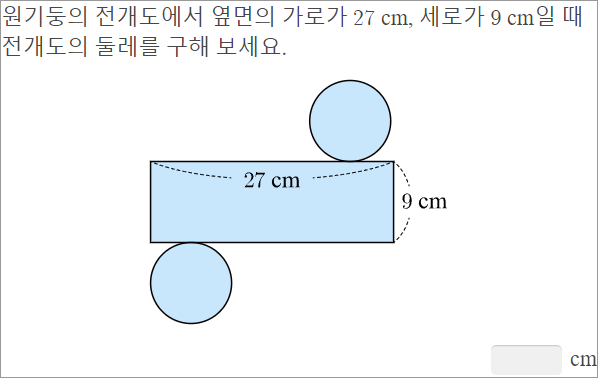 원기둥의 전개도에서 옆면의 가로가 27 cm, 세로가 9 cm일 때
전개도의 둘레를 구해 보세요.
27 cm
9 cm
cm